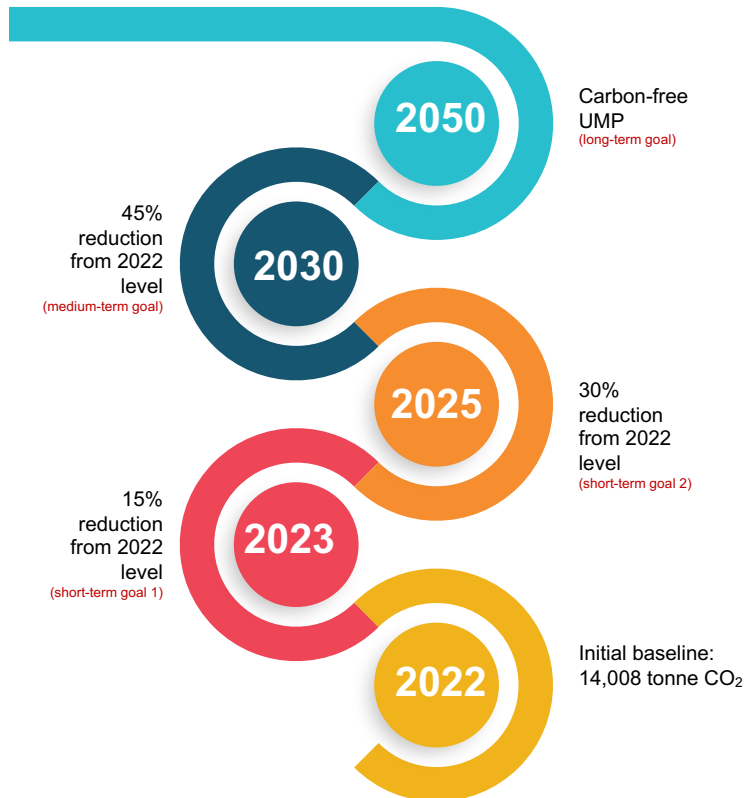 2050
Carbon-free
UMP
(long-term goal)
45%
reduction
from 2022
level
(medium-term goal)
2030
2025
30%
reduction
from 2022
level
(short-term goal 2)
15%
reduction
from 2022
level
(short-term goal 1)
2023
2022
Initial baseline:
14,008 tonne CO₂